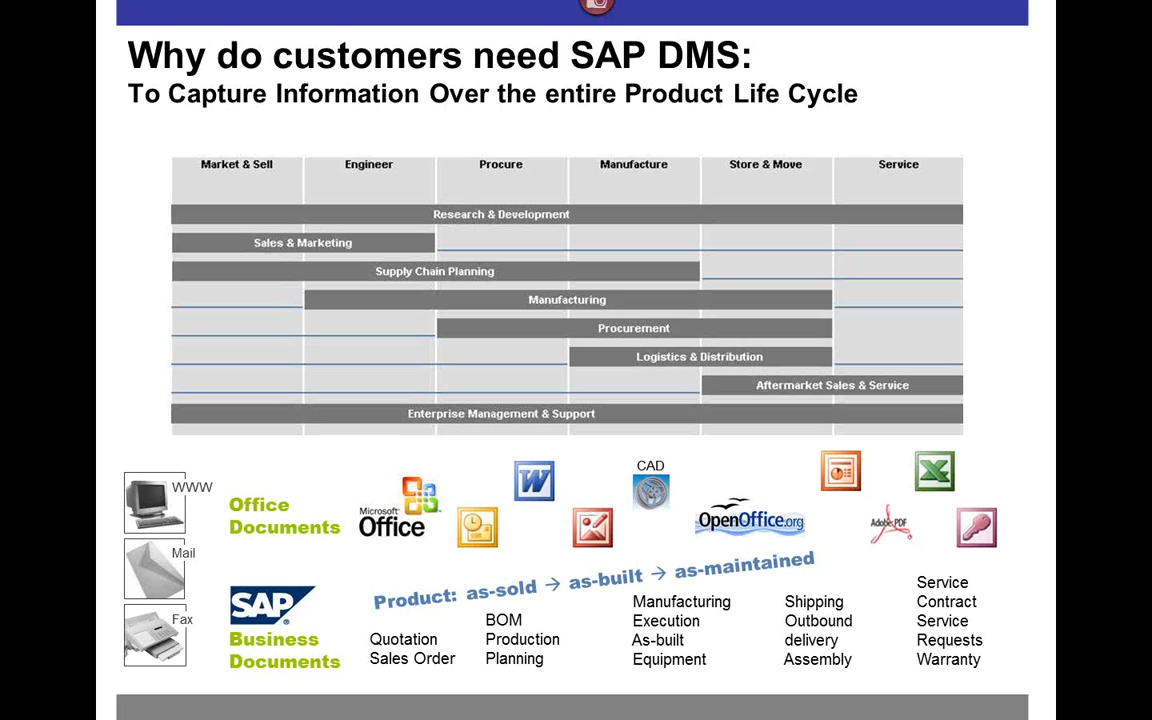 Why do customers need SAP DMS:
To Capture Information Over the entire Product Life Cycle
Market & Sell Engineer Procure Manufacture Store & Move Service
Research & Development
Sales & Marketing
Supply Chain Planning
Manufacturing
Procurement
Logistics & Distribution
Aftermarket Sales & Service
Enterprise Management & Support
WWW
Mail
Fax
Office
Documents
Microsoft
Office
W
CAD
OpenOffice.org
Adobe PDF
X
Product: as-sold → as-built → as-maintained
SAP
Business
Documents
Quotation
Sales Order
BOM
Production
Planning
Manufacturing
Execution
As-built
Equipment
Shipping
Outbound
delivery
Assembly
Service
Contract
Service
Requests
Warranty